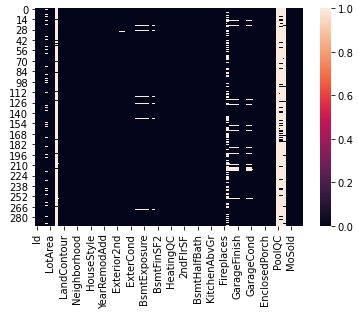 0
14
28
42
56
70
84
98
112
126
140
154
168
182
196
210
224
238
252
266
280
Id
LotArea
LandContour
Neighborhood
HouseStyle
YearRemodAdd
Exterior2nd
ExterCond
BsmtExposure
BsmtFinSF2
HeatingQC
2ndFlrSF
BsmtHalfBath
KitchenAbvGr
Fireplaces
GarageFinish
GarageCond
EnclosedPorch
PoolQC
MoSold
1.0
0.8
0.6
0.4
0.2
0.0